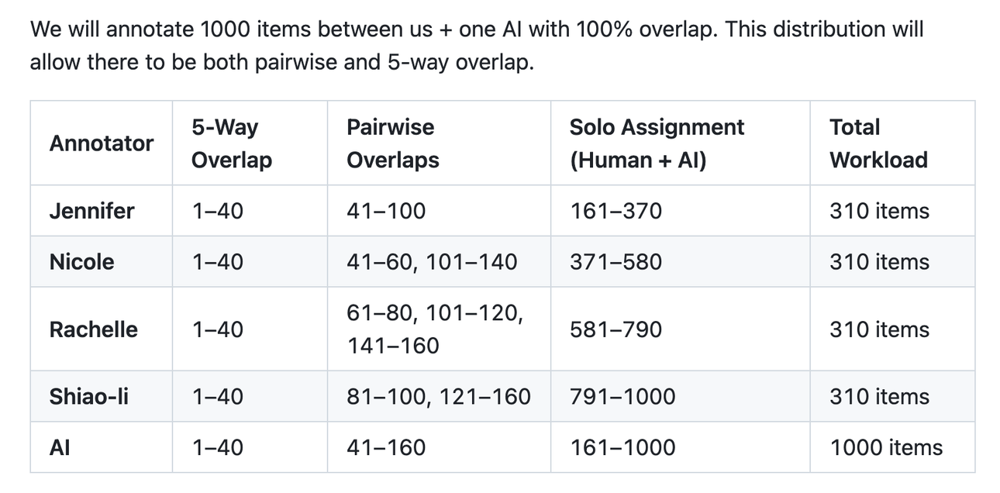 We will annotate 1000 items between us + one AI with 100% overlap. This distribution will
allow there to be both pairwise and 5-way overlap.
Annotator | 5-Way Overlap | Pairwise Overlaps | Solo Assignment (Human + AI) | Total Workload
Jennifer | 1–40 | 41–100 | 161–370 | 310 items
Nicole | 1–40 | 41–60, 101–140 | 371–580 | 310 items
Rachelle | 1–40 | 61–80, 101–120, 141–160 | 581–790 | 310 items
Shiao-li | 1–40 | 81–100, 121–160 | 791–1000 | 310 items
AI | 1–40 | 41–160 | 161–1000 | 1000 items